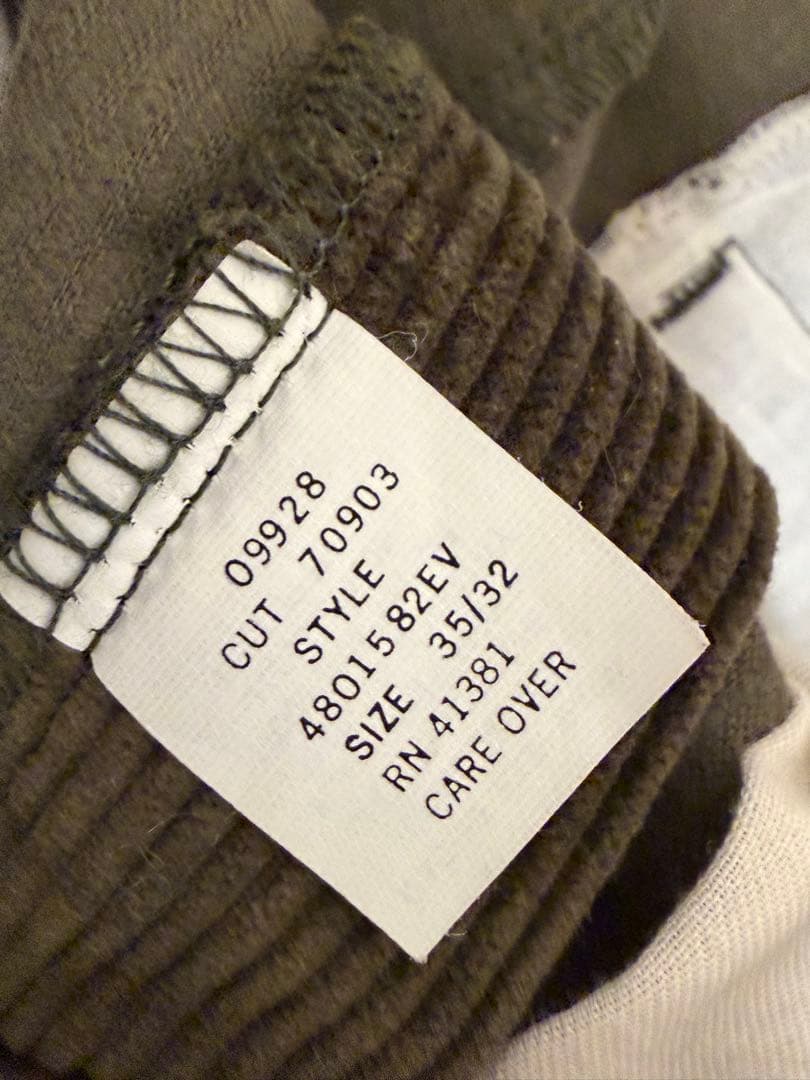 09928
CUT 70903
STYLE
4801582EV
SIZE 35/32
RN 41381
CARE OVER